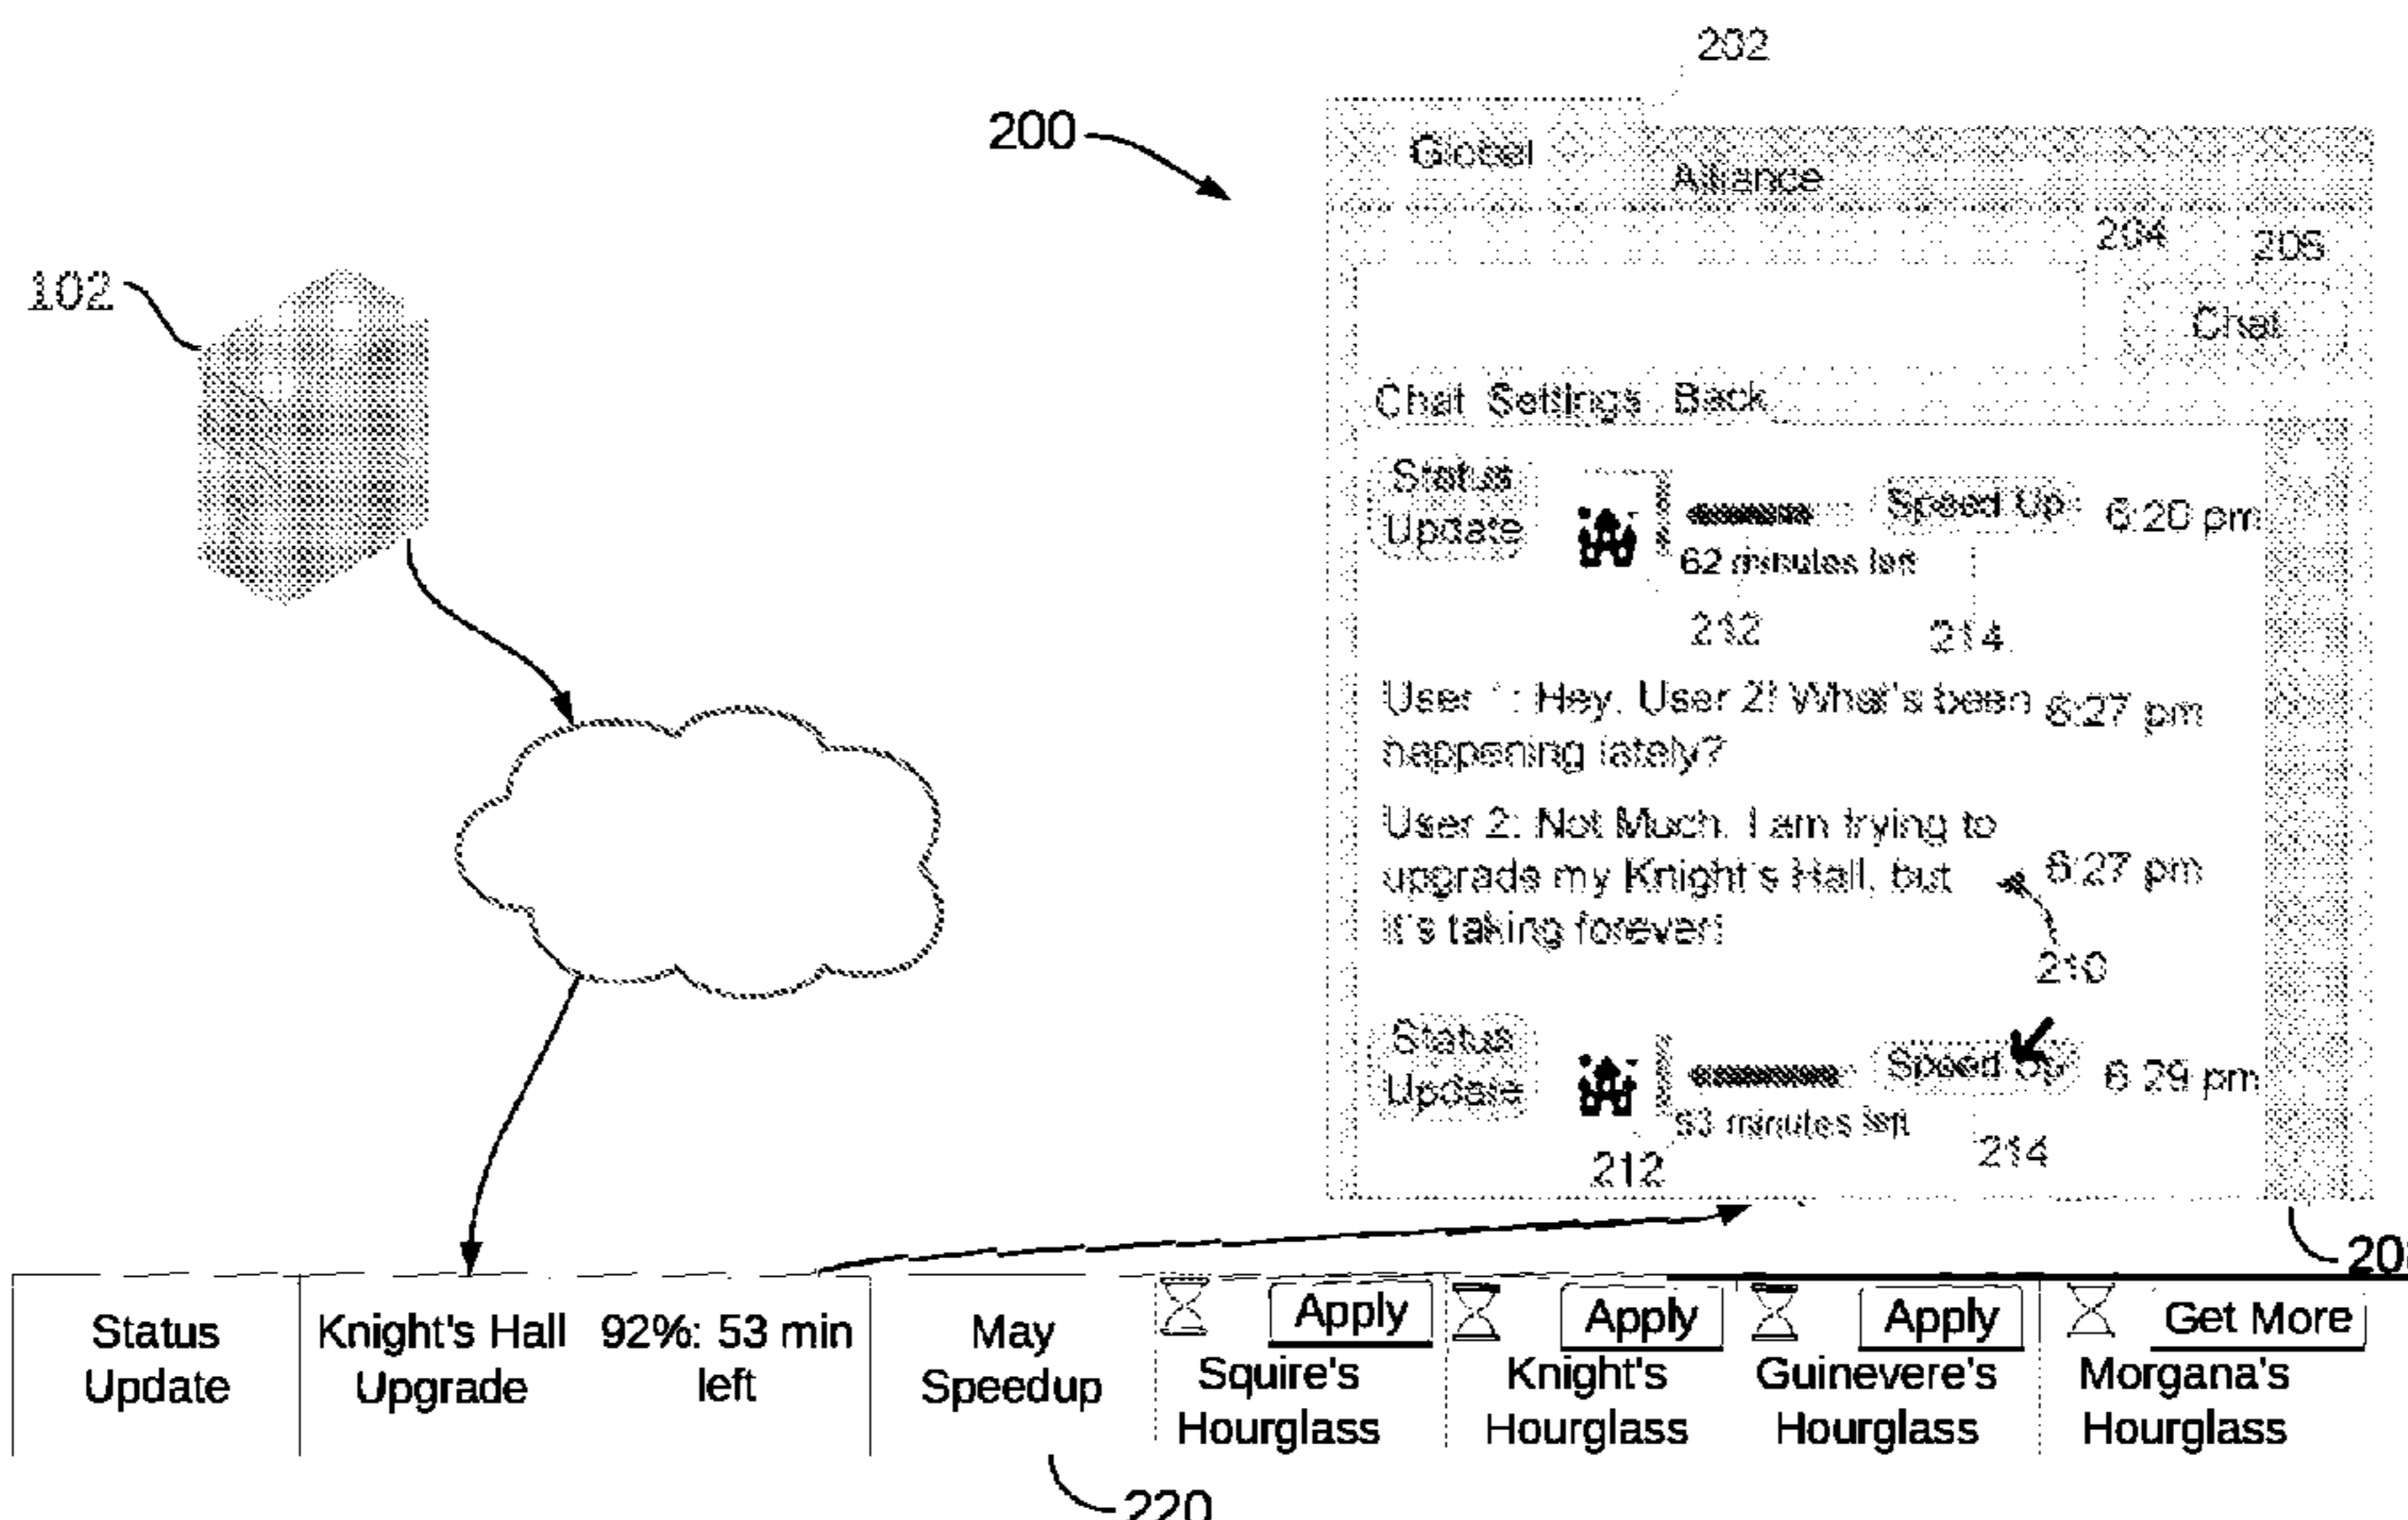 202
200
Global
Alliance
102
204
206
Chat
Chat Settings Back
Status
Update
Speed Up
6:20 pm
62 minutes left
212
214
User 1: Hey, User 2! What's been
happening lately?
6:27 pm
User 2: Not Much. I am trying to
upgrade my Knight's Hall, but
it's taking forever!
6:27 pm
210
Status
Update
Speed Up
6:29 pm
53 minutes left
212
214
Status
Update
Knight's Hall
Upgrade
92%: 53 min
left
May
Speedup
Apply
Squire's
Hourglass
Apply
Knight's
Hourglass
Apply
Guinevere's
Hourglass
Get More
Morgana's
Hourglass
220